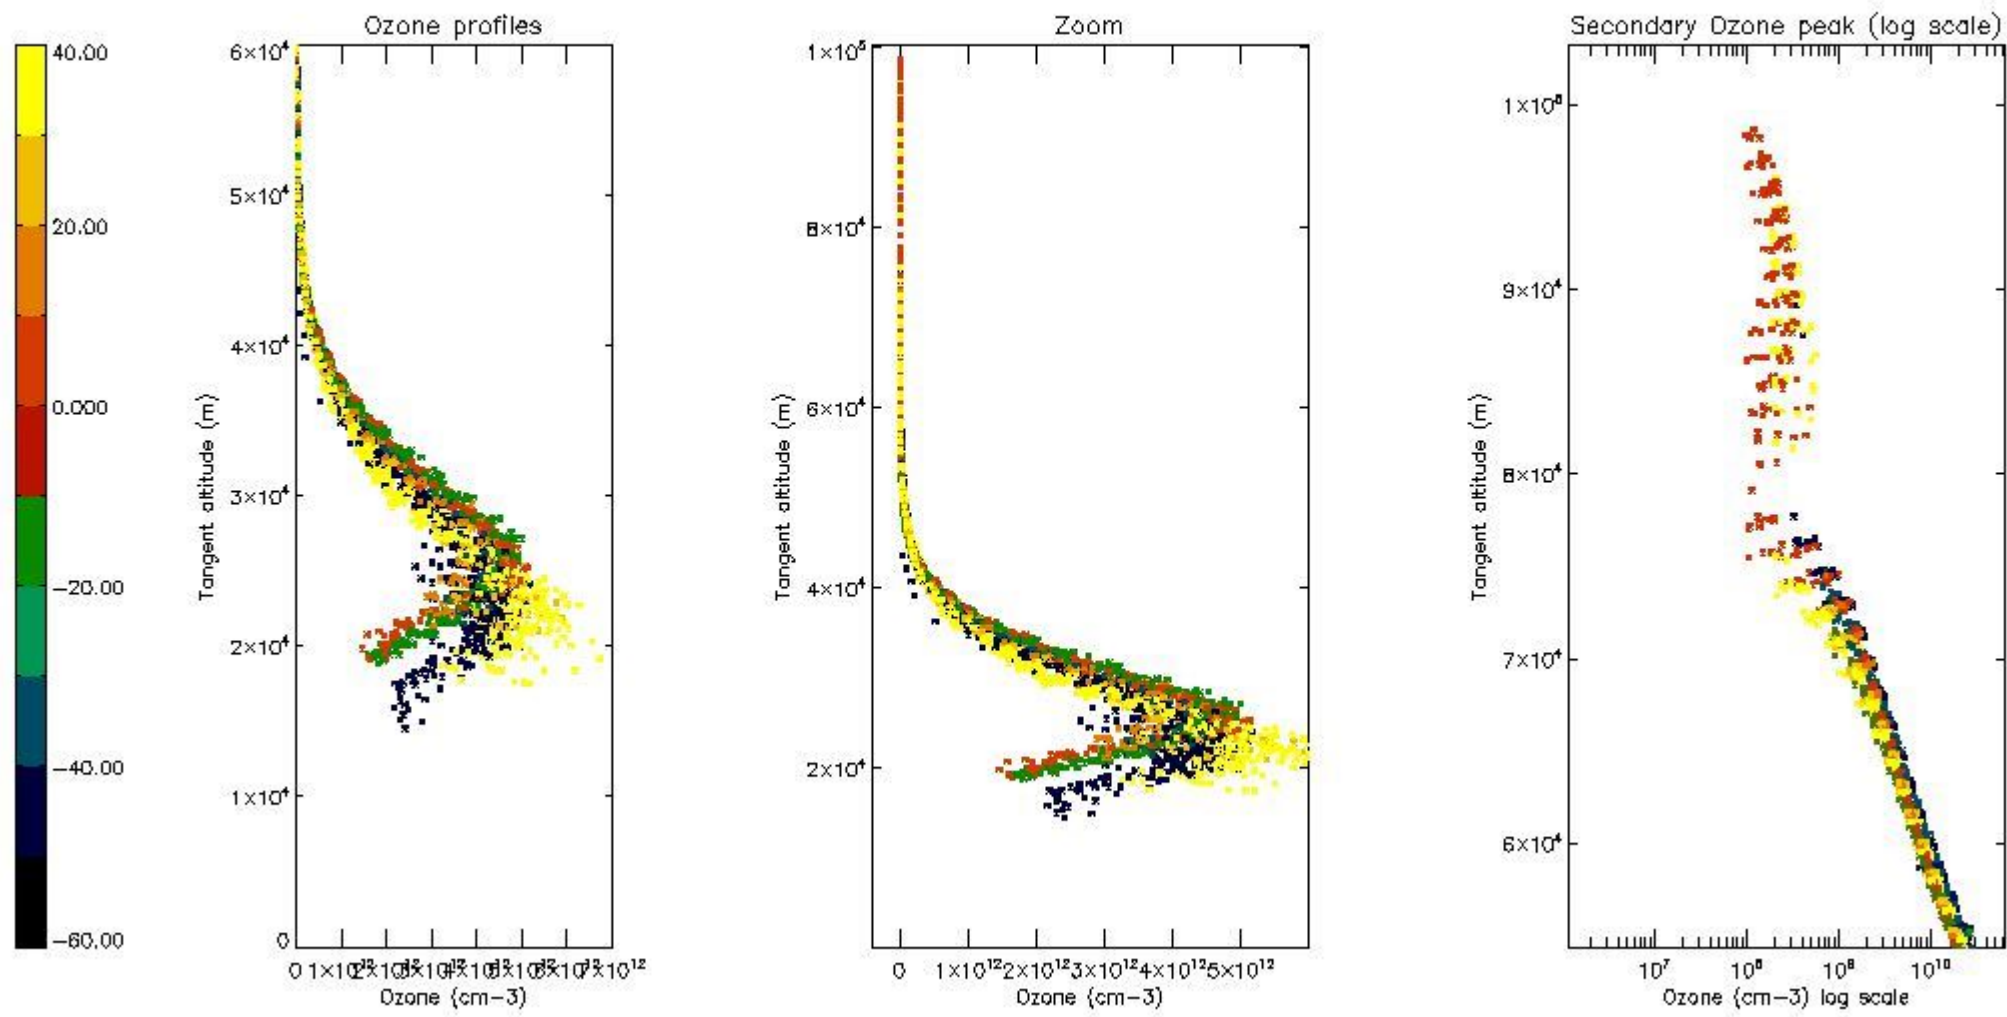 Ozone profiles
Zoom
Secondary Ozone peak (log scale)
40.00
20.00
0.000
−20.00
−40.00
−60.00
Tangent altitude (m)
6×10⁴
5×10⁴
4×10⁴
3×10⁴
2×10⁴
1×10⁴
0
Ozone (cm−3)
Tangent altitude (m)
1×10⁵
8×10⁴
6×10⁴
4×10⁴
2×10⁴
0 1×10¹² 2×10¹² 3×10¹² 4×10¹² 5×10¹²
Ozone (cm−3)
Tangent altitude (m)
9×10⁴
8×10⁴
7×10⁴
6×10⁴
10⁷ 10⁸ 10⁹ 10¹⁰
Ozone (cm−3) log scale